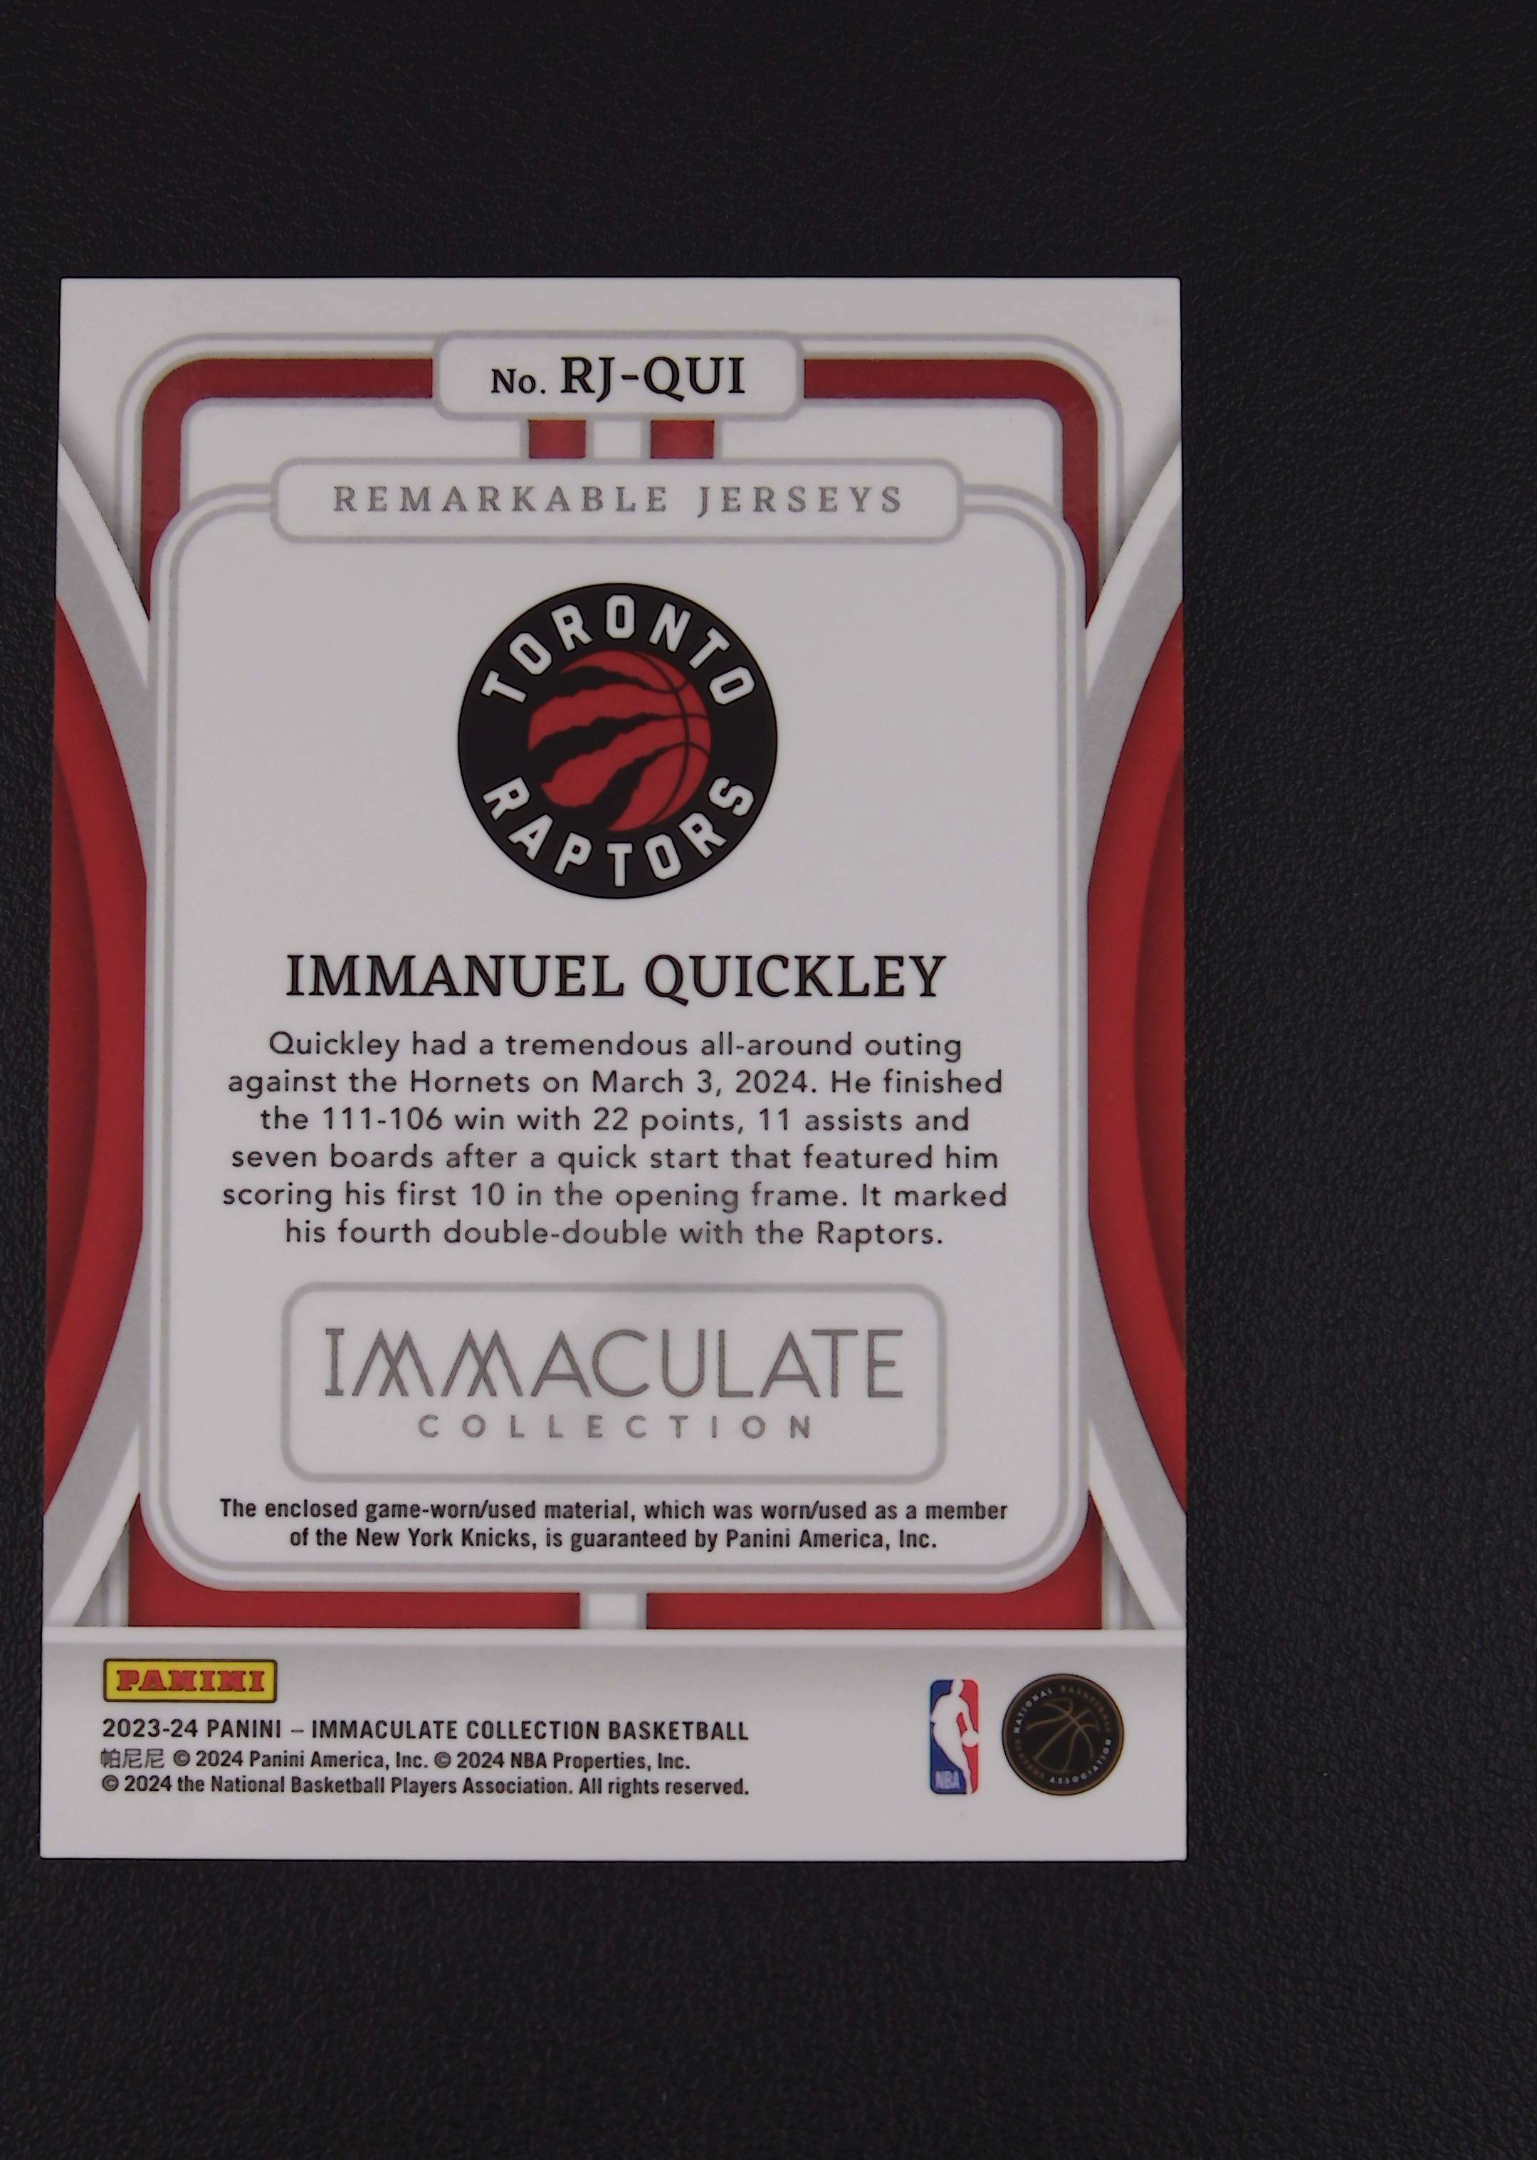 No. RJ-QUI
REMARKABLE JERSEYS
TORONTO
RAPTORS
IMMANUEL QUICKLEY
Quickley had a tremendous all-around outing
against the Hornets on March 3, 2024. He finished
the 111-106 win with 22 points, 11 assists and
seven boards after a quick start that featured him
scoring his first 10 in the opening frame. It marked
his fourth double-double with the Raptors.
IMMACULATE
COLLECTION
The enclosed game-worn/used material, which was worn/used as a member
of the New York Knicks, is guaranteed by Panini America, Inc.
PANINI
2023-24 PANINI – IMMACULATE COLLECTION BASKETBALL
帕尼尼 © 2024 Panini America, Inc. © 2024 NBA Properties, Inc.
© 2024 the National Basketball Players Association. All rights reserved.
NBA
NATIONAL BASKETBALL PLAYERS ASSOCIATION